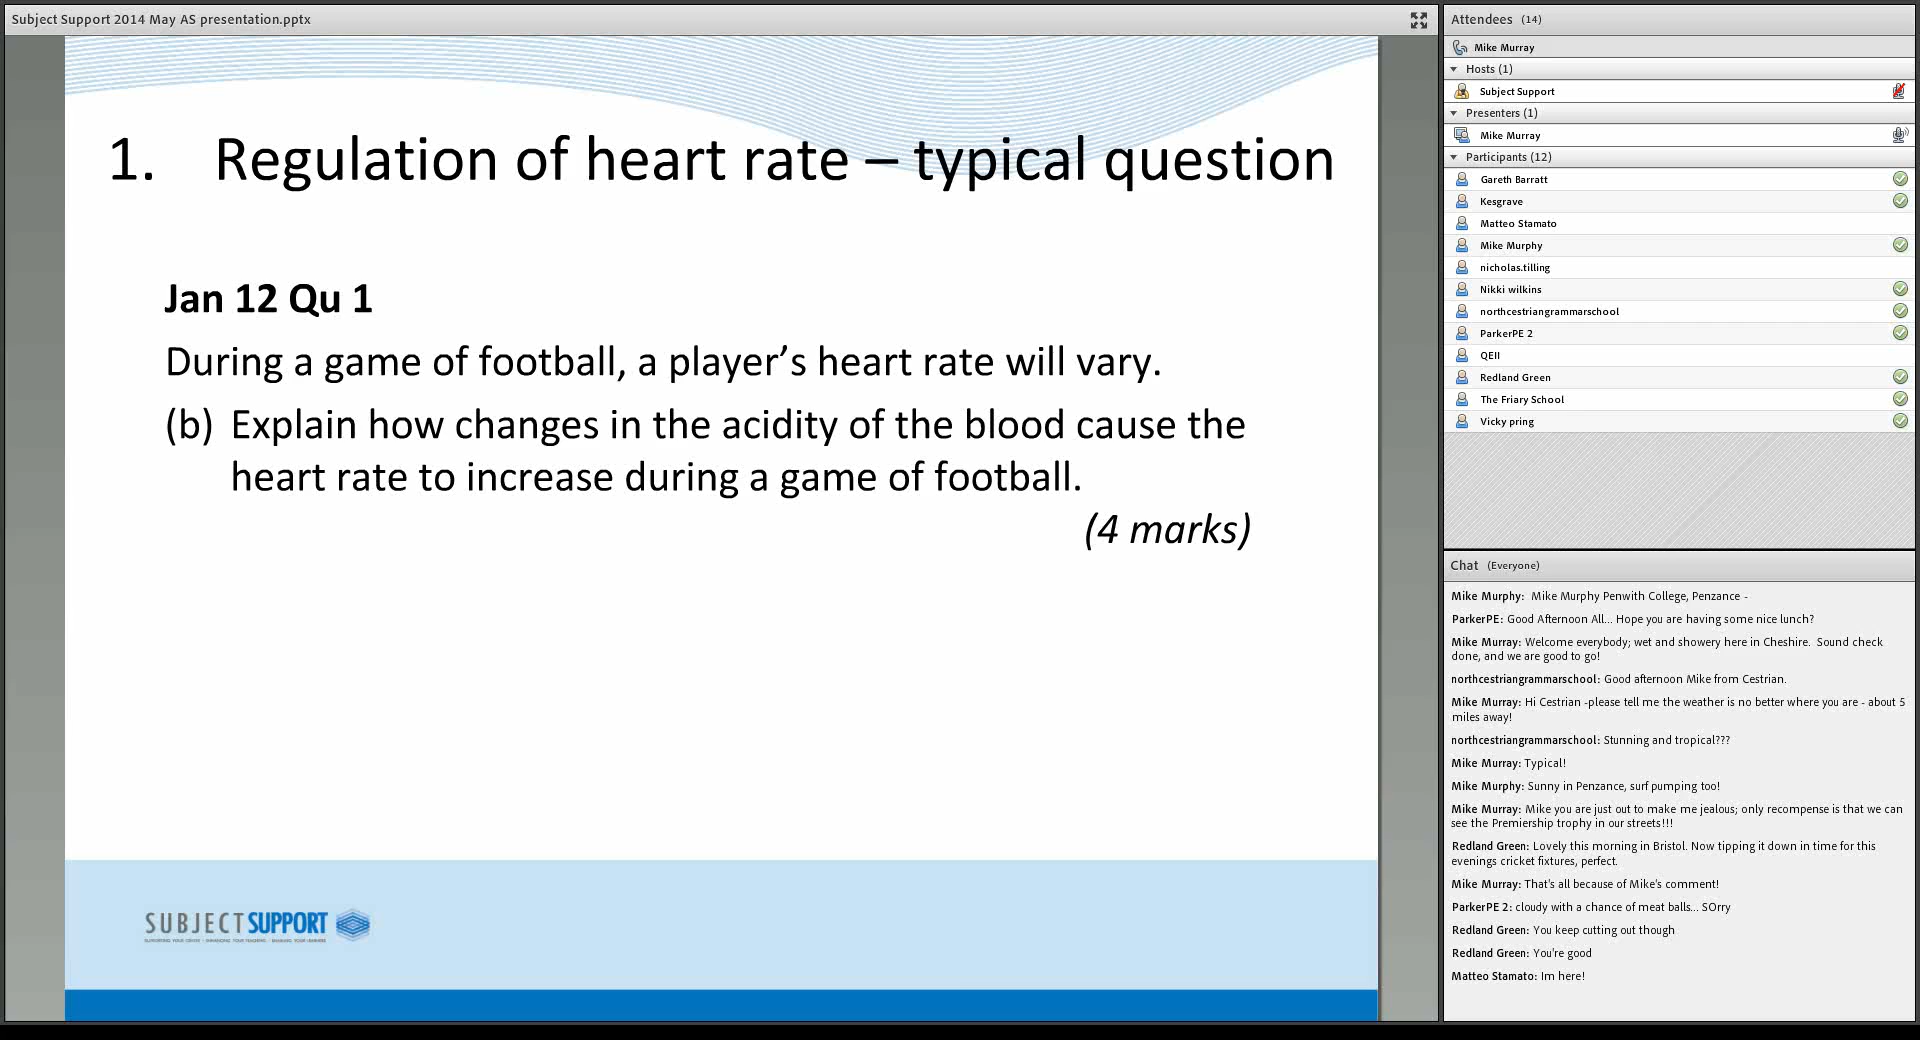 Subject Support 2014 May AS presentation.pptx
1. Regulation of heart rate – typical question
Jan 12 Qu 1
During a game of football, a player’s heart rate will vary.
(b) Explain how changes in the acidity of the blood cause the
heart rate to increase during a game of football.
(4 marks)
SUBJECTSUPPORT
Attendees (14)
Mike Murray
Hosts (1)
Subject Support
Presenters (1)
Mike Murray
Participants (12)
Gareth Barratt
Kesgrave
Matteo Stamato
Mike Murphy
nicholas.tilling
Nikki wilkins
northcestriangrammarschool
ParkerPE 2
QEII
Redland Green
The Friary School
Vicky pring
Chat (Everyone)
Mike Murphy: Mike Murphy Penwith College, Penzance -
ParkerPE: Good Afternoon All... Hope you are having some nice lunch?
Mike Murray: Welcome everybody; wet and showery here in Cheshire. Sound check
done, and we are good to go!
northcestriangrammarschool: Good afternoon Mike from Cestrian.
Mike Murray: Hi Cestrian -please tell me the weather is no better where you are - about 5
miles away!
northcestriangrammarschool: Stunning and tropical???
Mike Murray: Typical!
Mike Murphy: Sunny in Penzance, surf pumping too!
Mike Murray: Mike you are just out to make me jealous; only recompense is that we can
see the Premiership trophy in our streets!!!
Redland Green: Lovely this morning in Bristol. Now tipping it down in time for this
evenings cricket fixtures, perfect.
Mike Murray: That's all because of Mike's comment!
ParkerPE 2: cloudy with a chance of meat balls... SOrry
Redland Green: You keep cutting out though
Redland Green: You're good
Matteo Stamato: Im here!